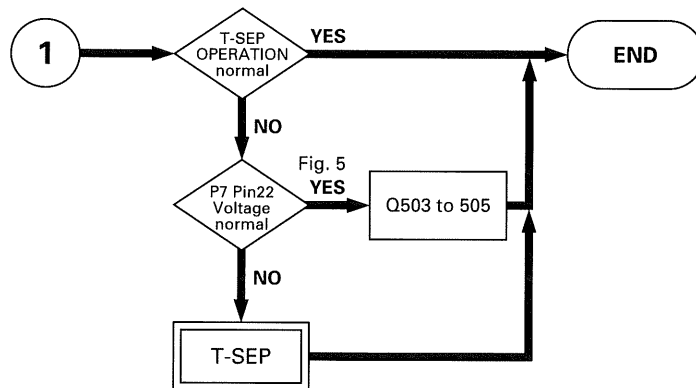 1
T-SEP
OPERATION
normal
YES
END
NO
P7 Pin22
Voltage
normal
Fig. 5
YES
Q503 to 505
NO
T-SEP